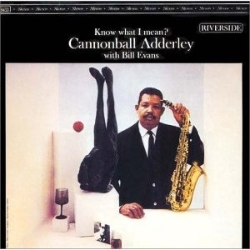 RIVERSIDE
Know what I mean?
Cannonball Adderley
with Bill Evans